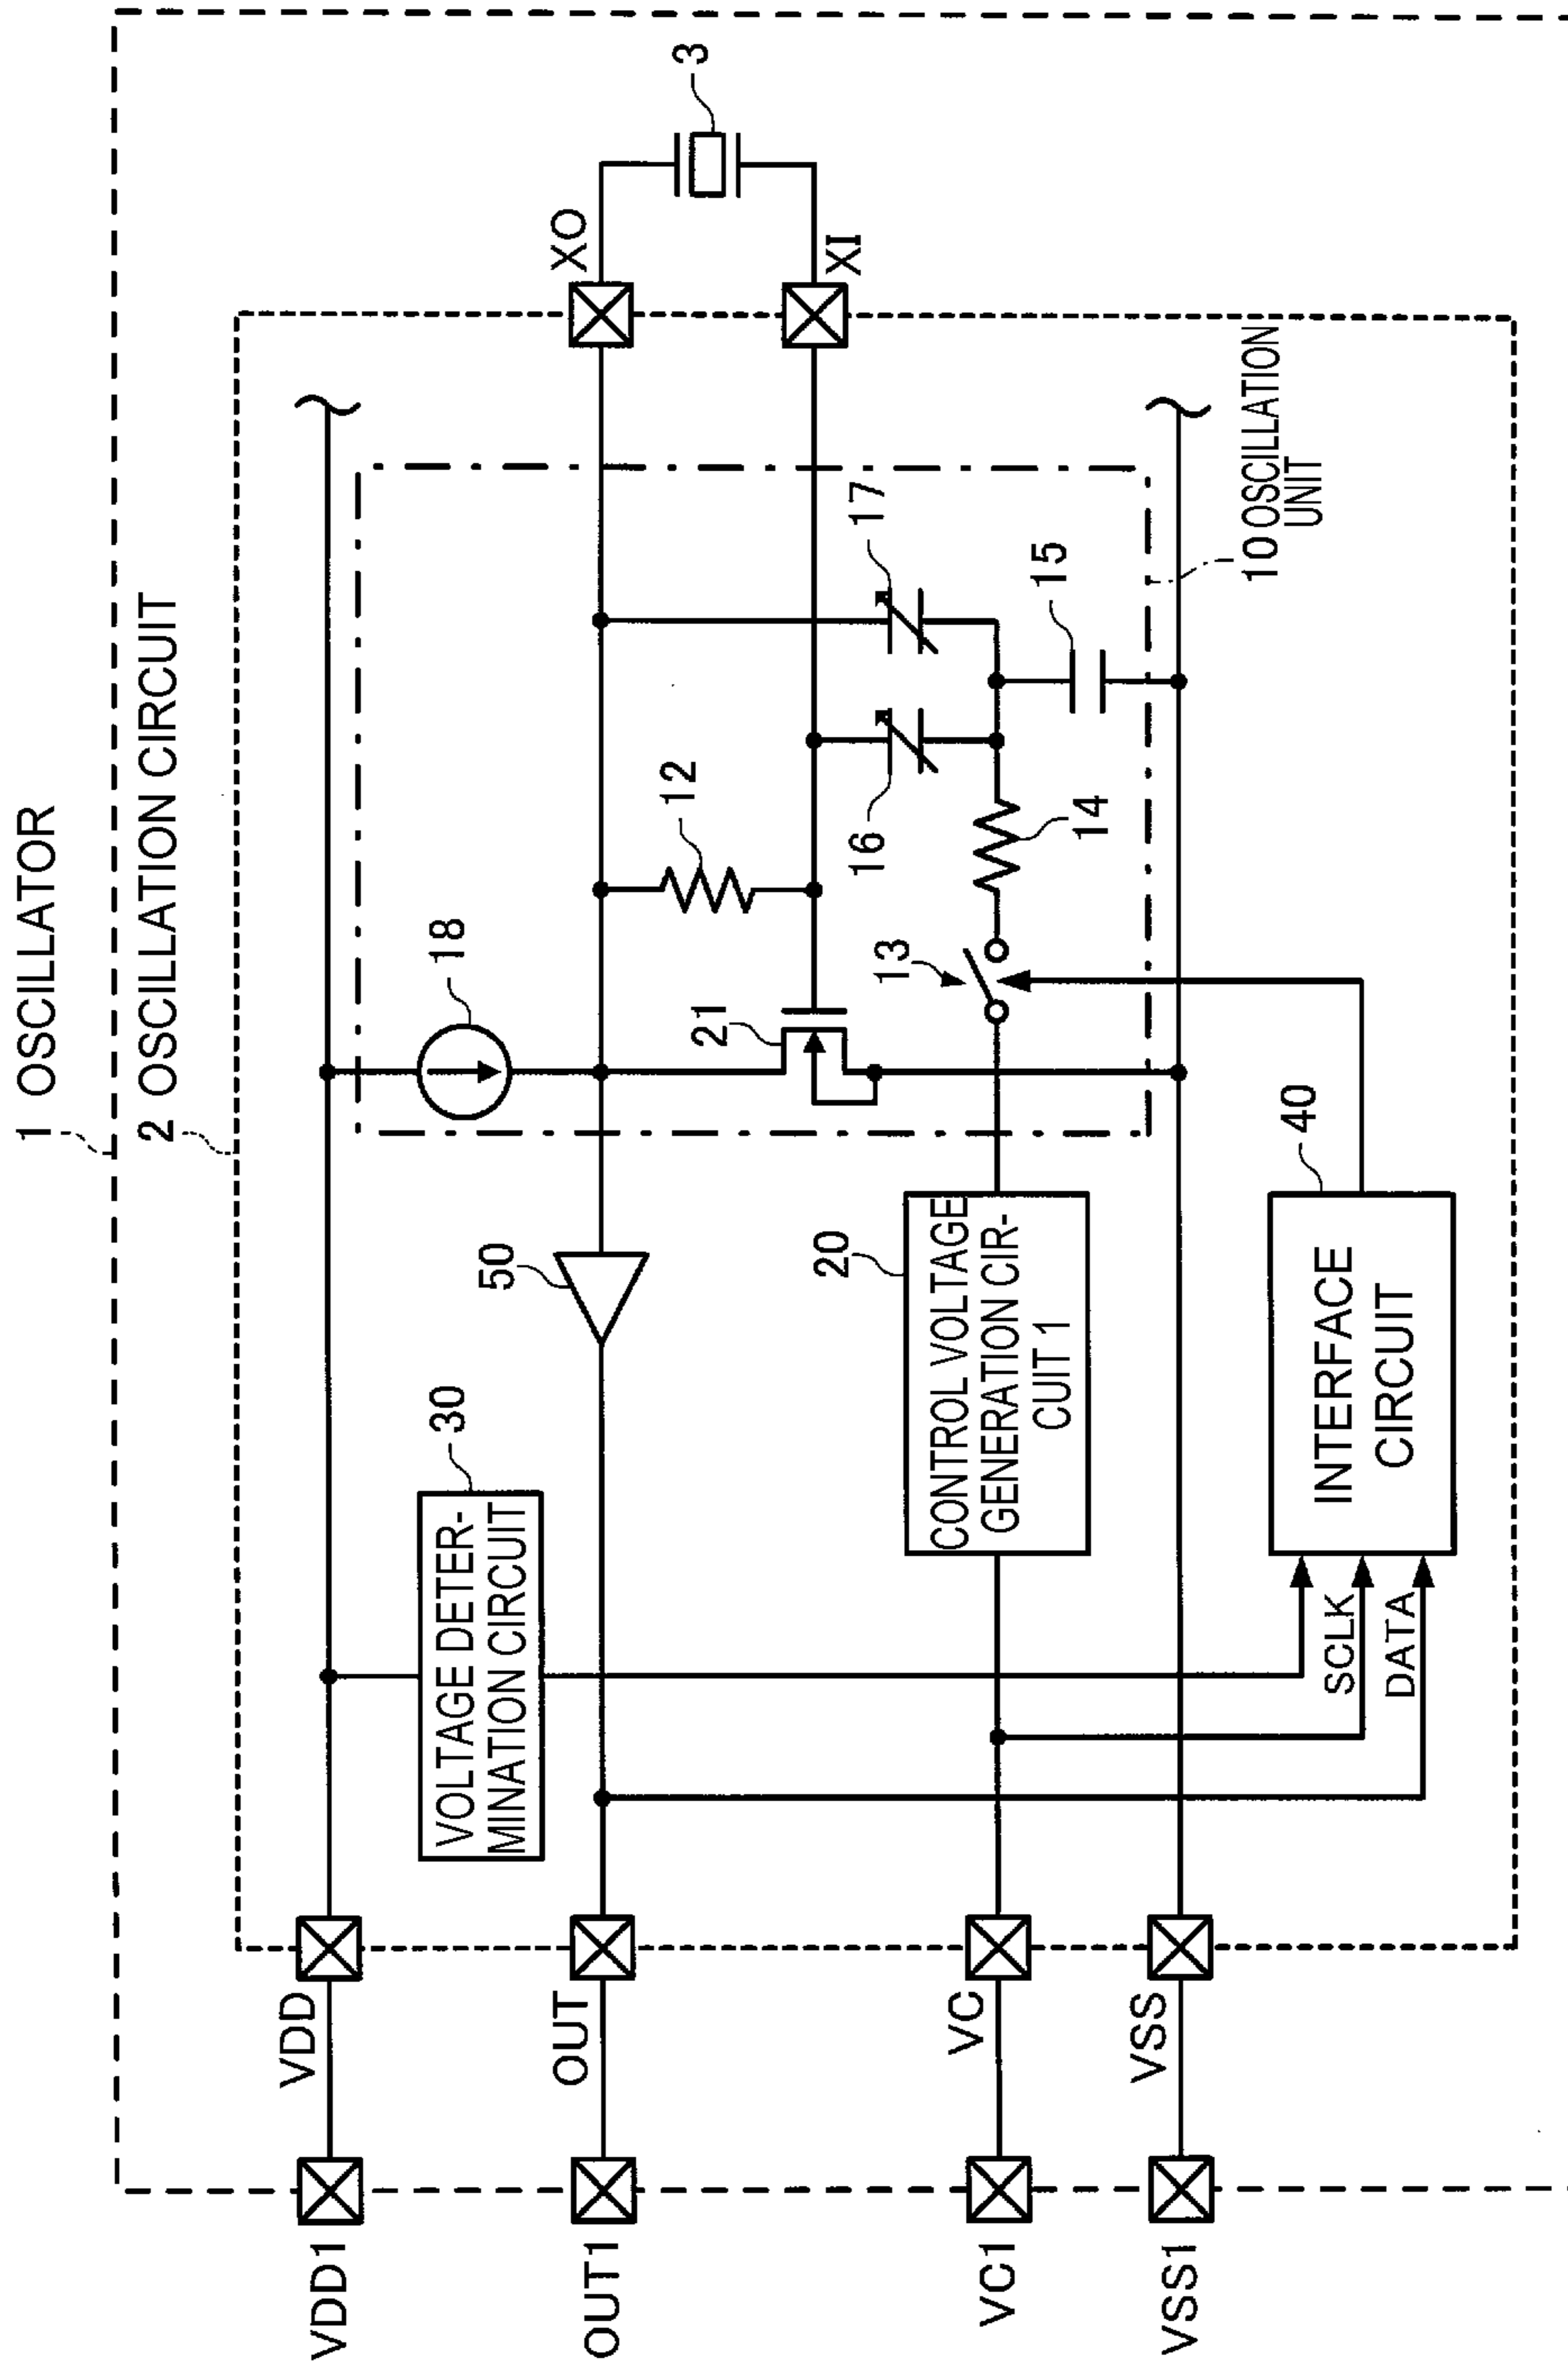 1 OSCILLATOR
2 OSCILLATION CIRCUIT
VDD1
VDD
VOLTAGE DETER-
MINATION CIRCUIT
30
18
OUT1
OUT
50
21
12
XO
3
XI
VC1
VC
20
CONTROL VOLTAGE
GENERATION CIR-
CUIT 1
13
16
14
17
15
VSS1
VSS
10 OSCILLATION
UNIT
SCLK
DATA
INTERFACE
CIRCUIT
40